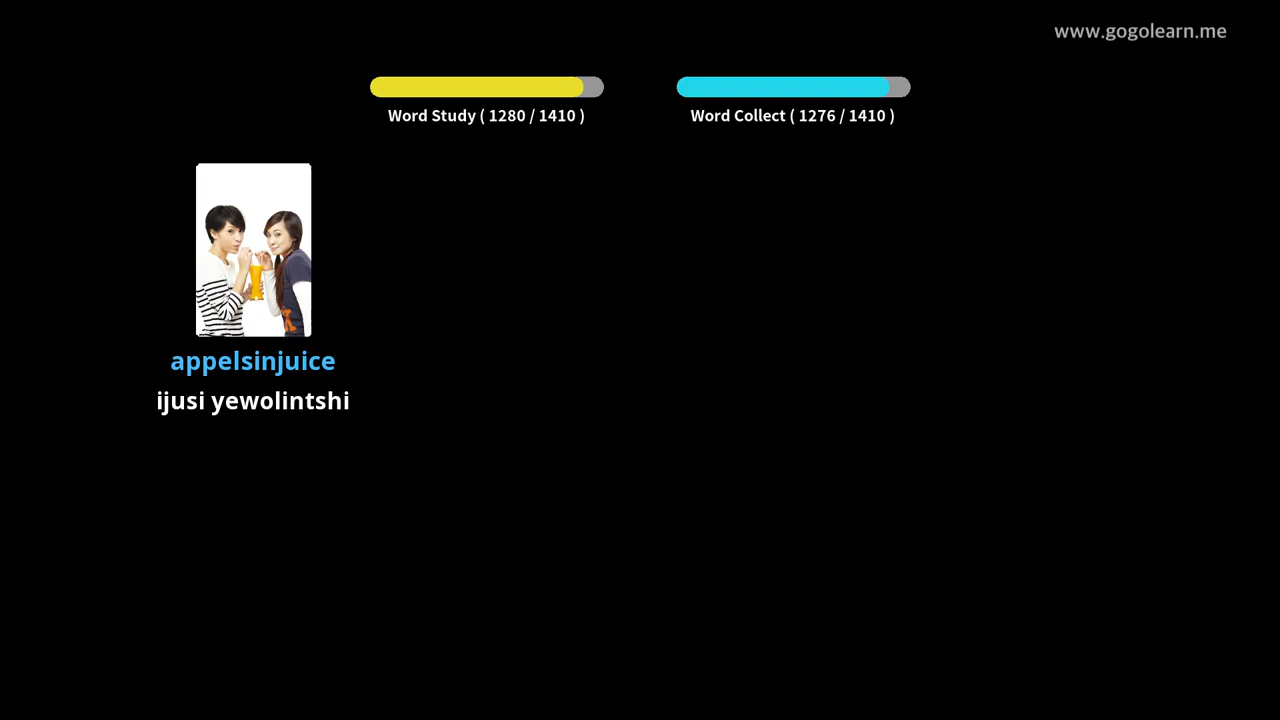 www.gogolearn.me
Word Study ( 1280 / 1410 )
Word Collect ( 1276 / 1410 )
appelsinjuice
ijusi yewolintshi